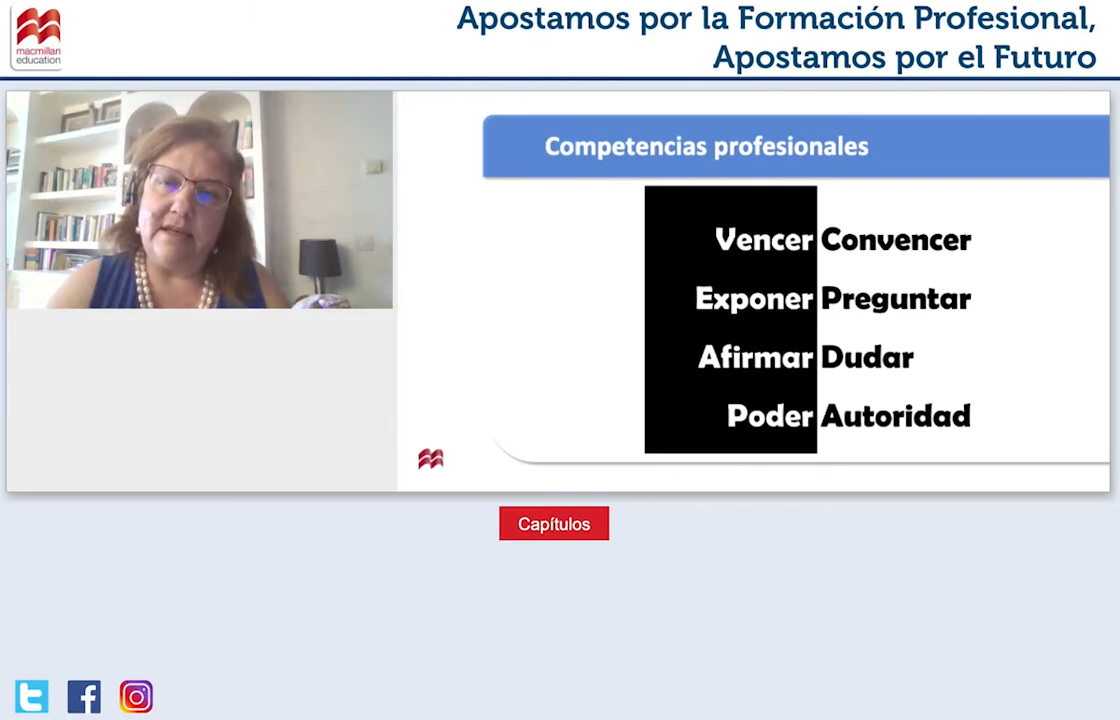 macmillan
education
Apostamos por la Formación Profesional,
Apostamos por el Futuro
Competencias profesionales
Vencer Convencer
Exponer Preguntar
Afirmar Dudar
Poder Autoridad
Capítulos